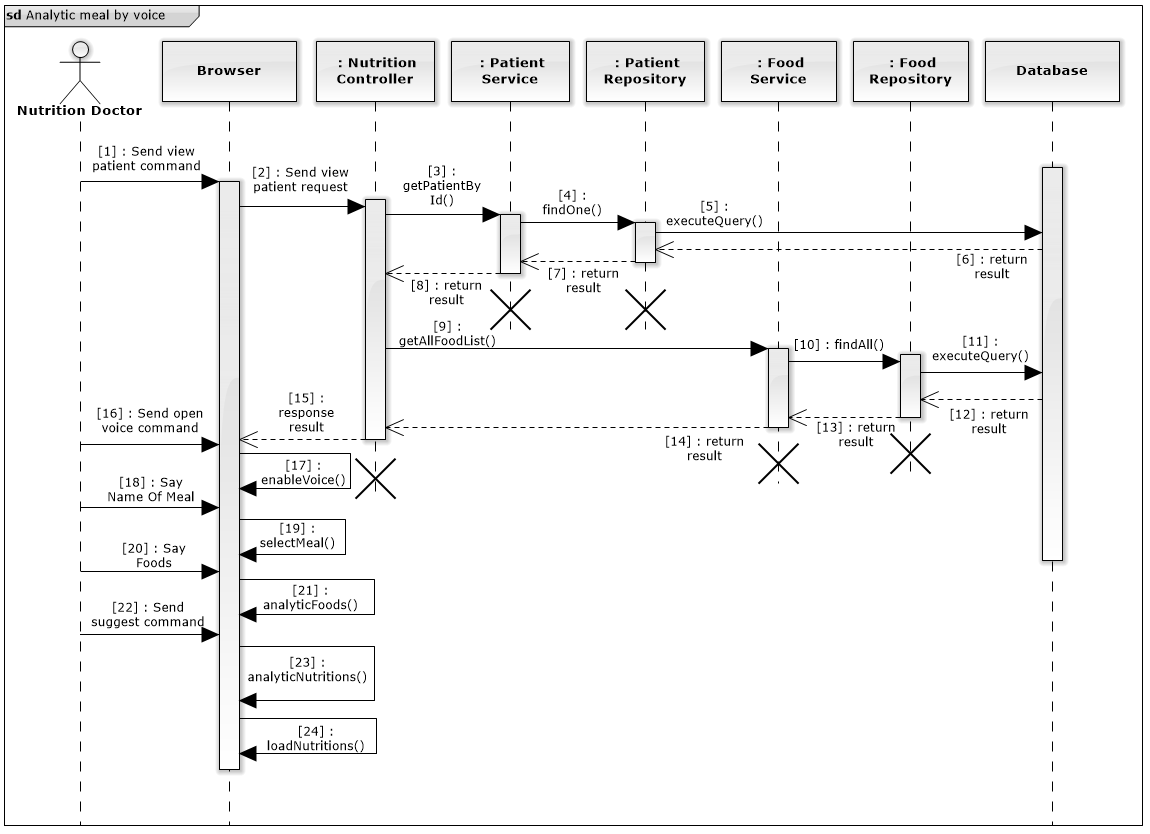 sd Analytic meal by voice
Nutrition Doctor
Browser
: Nutrition
Controller
: Patient
Service
: Patient
Repository
: Food
Service
: Food
Repository
Database
[1] : Send view
patient command
[2] : Send view
patient request
[3] :
getPatientBy
Id()
[4] :
findOne()
[5] :
executeQuery()
[6] : return
result
[7] : return
result
[8] : return
result
[9] :
getAllFoodList()
[10] : findAll()
[11] :
executeQuery()
[12] : return
result
[13] : return
result
[14] : return
result
[15] :
response
result
[16] : Send open
voice command
[17] :
enableVoice()
[18] : Say
Name Of Meal
[19] :
selectMeal()
[20] : Say
Foods
[21] :
analyticFoods()
[22] : Send
suggest command
[23] :
analyticNutritions()
[24] :
loadNutritions()